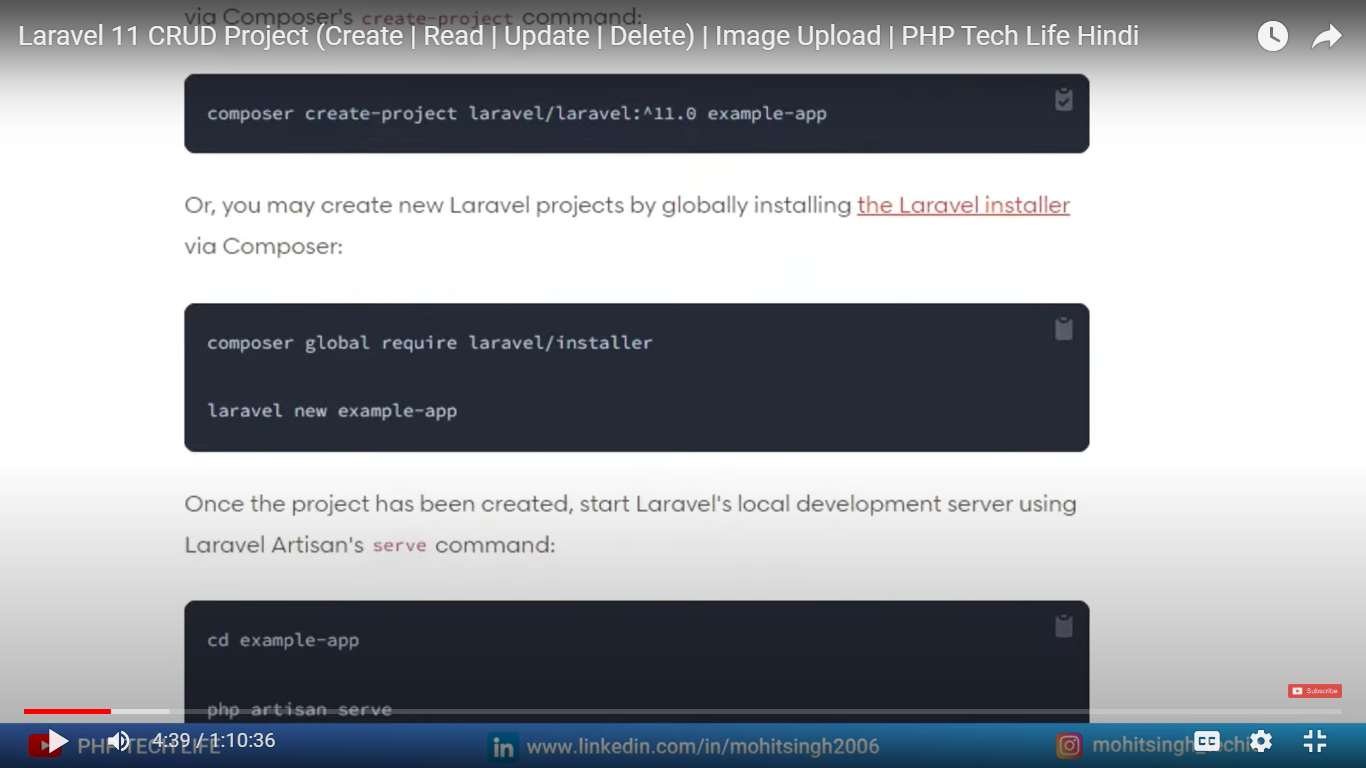 via Composer's create-project command:
Laravel 11 CRUD Project (Create | Read | Update | Delete) | Image Upload | PHP Tech Life Hindi
composer create-project laravel/laravel:^11.0 example-app
Or, you may create new Laravel projects by globally installing the Laravel installer
via Composer:
composer global require laravel/installer
laravel new example-app
Once the project has been created, start Laravel's local development server using
Laravel Artisan's serve command:
cd example-app
php artisan serve
Subscribe
PHP TECH LIFE
4:39 / 1:10:36
in www.linkedin.com/in/mohitsingh2006
CC